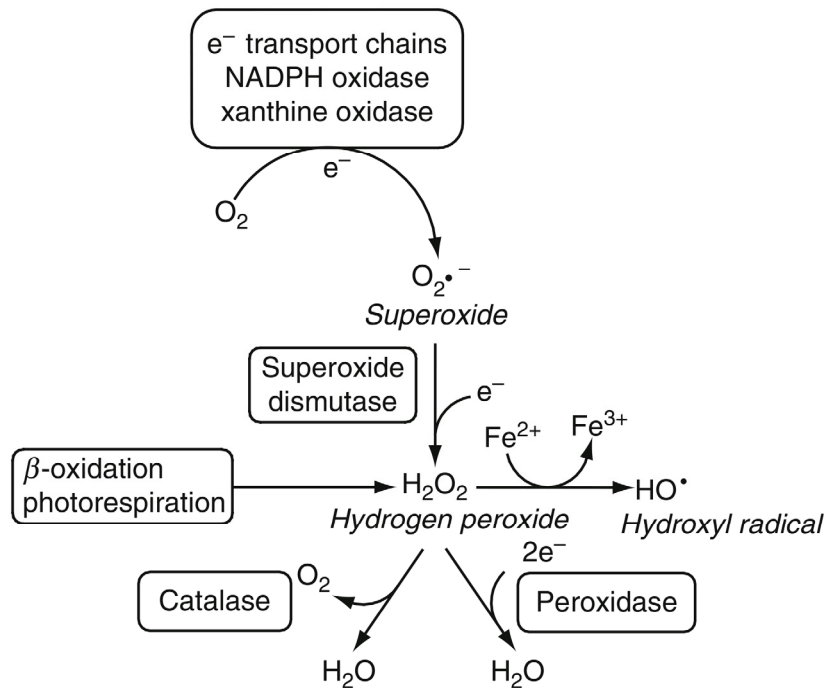 e⁻ transport chains
NADPH oxidase
xanthine oxidase
e⁻
O₂
O₂•⁻
Superoxide
Superoxide
dismutase
e⁻
Fe²⁺
Fe³⁺
β-oxidation
photorespiration
H₂O₂
HO•
Hydrogen peroxide
Hydroxyl radical
2e⁻
O₂
Catalase
Peroxidase
H₂O
H₂O